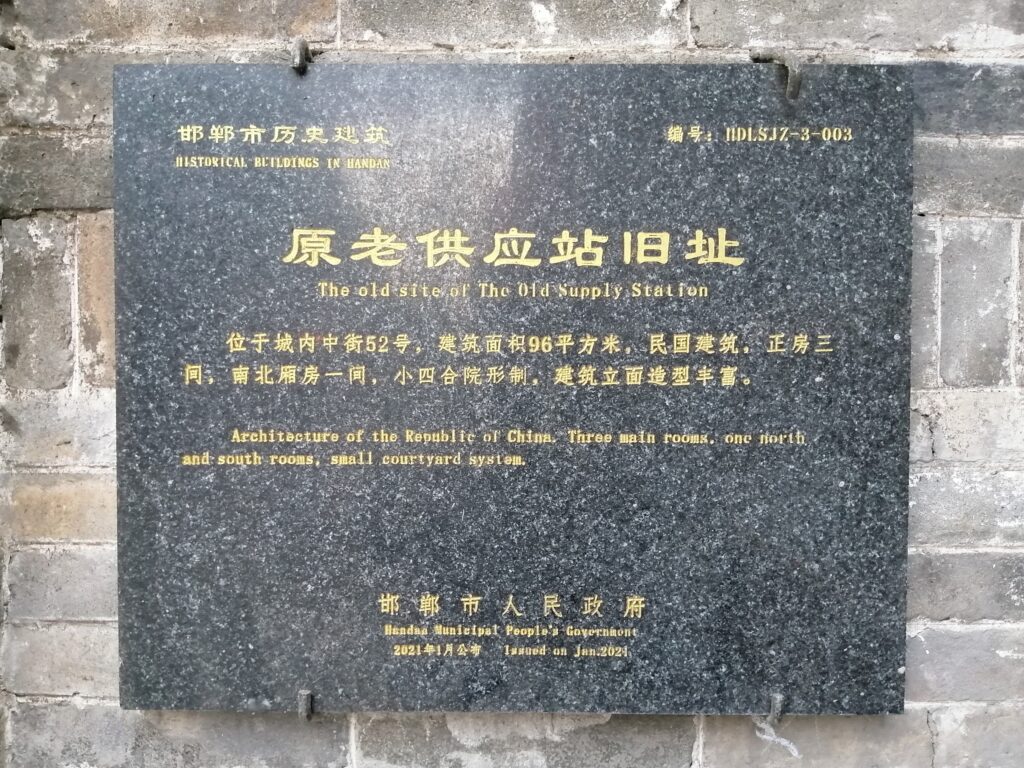 邯郸市历史建筑
HISTORICAL BUILDINGS IN HANDAN
编号：HDLSJZ-3-003
原老供应站旧址
The old site of The Old Supply Station
位于城内中街52号，建筑面积96平方米，民国建筑，正房三
间，南北厢房一间，小四合院形制，建筑立面造型丰富。
Architecture of the Republic of China. Three main rooms, one north
and south rooms, small courtyard system.
邯郸市人民政府
Handan Municipal People's Government
2021年1月公布 Issued on Jan.2021